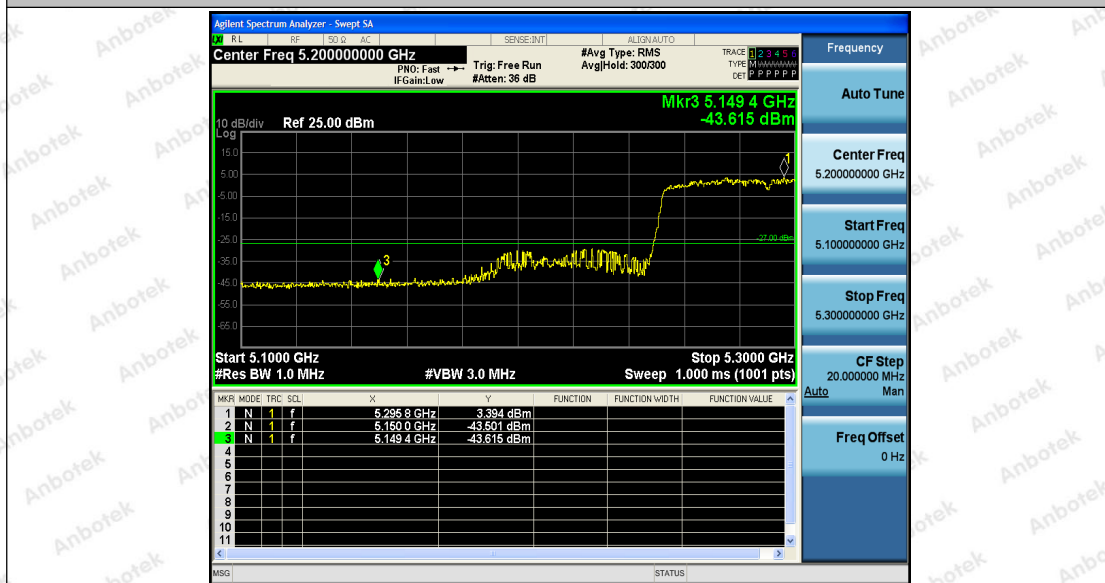 Agilent Spectrum Analyzer - Swept SA
RL RF 50 Ω AC SENSE:INT ALIGNAUTO
Center Freq 5.200000000 GHz
PNO: Fast
IFGain:Low
Trig: Free Run
#Atten: 36 dB
#Avg Type: RMS
Avg|Hold: 300/300
TRACE 1 2 3 4 5 6
TYPE M
DET P P P P P P
Mkr3 5.149 4 GHz
-43.615 dBm
10 dB/div Ref 25.00 dBm
Log
15.0
5.00
-5.00
-15.0
-25.0
-35.0
-45.0
-55.0
-65.0
1
-27.00 dBm
3
Start 5.1000 GHz Stop 5.3000 GHz
#Res BW 1.0 MHz #VBW 3.0 MHz Sweep 1.000 ms (1001 pts)
MKR MODE TRC SCL X Y FUNCTION FUNCTION WIDTH FUNCTION VALUE
1 N 1 f 5.295 8 GHz 3.394 dBm
2 N 1 f 5.150 0 GHz -43.501 dBm
3 N 1 f 5.149 4 GHz -43.615 dBm
4
5
6
7
8
9
10
11
MSG STATUS
Frequency
Auto Tune
Center Freq
5.200000000 GHz
Start Freq
5.100000000 GHz
Stop Freq
5.300000000 GHz
CF Step
20.000000 MHz
Auto Man
Freq Offset
0 Hz
Anbotek